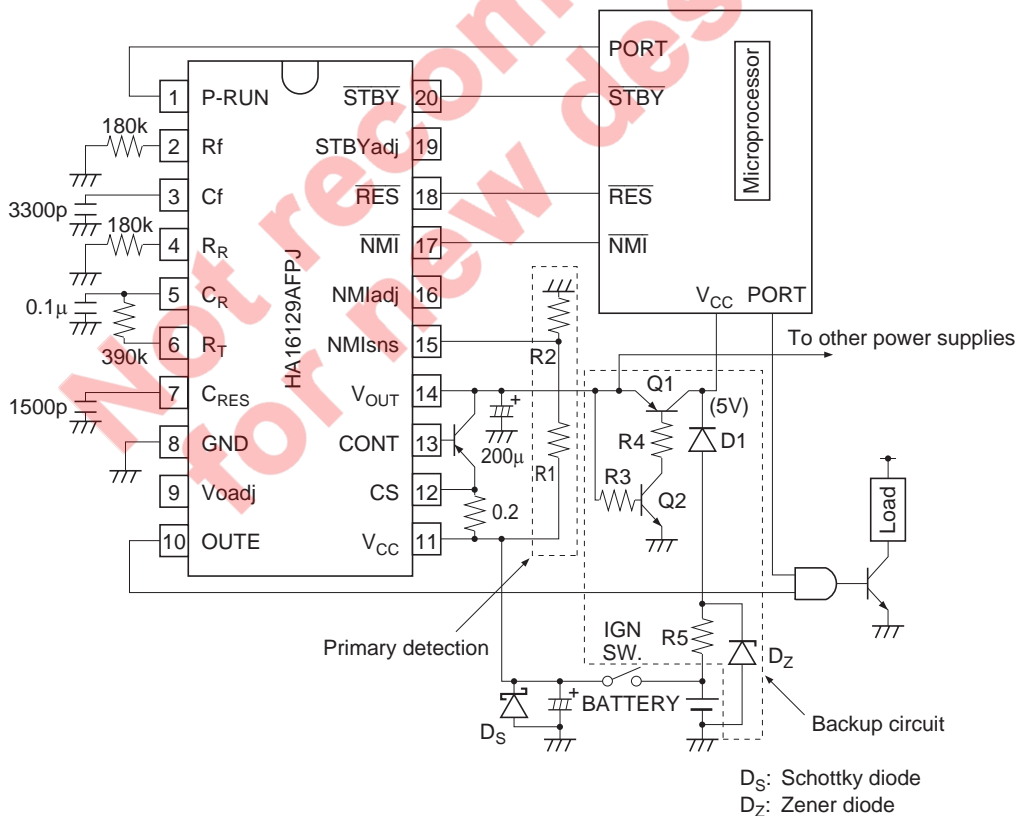 Not recommended
for new design
PORT
STBY
RES
NMI
VCC PORT
Microprocessor
HA16129AFPJ
1 P-RUN
2 Rf
3 Cf
4 RR
5 CR
6 RT
7 CRES
8 GND
9 Voadj
10 OUTE
STBY 20
STBYadj 19
RES 18
NMI 17
NMIadj 16
NMIsns 15
VOUT 14
CONT 13
CS 12
VCC 11
180k
3300p
180k
0.1μ
390k
1500p
200μ
+
0.2
R2
R1
To other power supplies
Q1
(5V)
R4
D1
R3
Q2
Load
R5
DZ
Primary detection
IGN
SW.
+
BATTERY
DS
Backup circuit
DS: Schottky diode
DZ: Zener diode